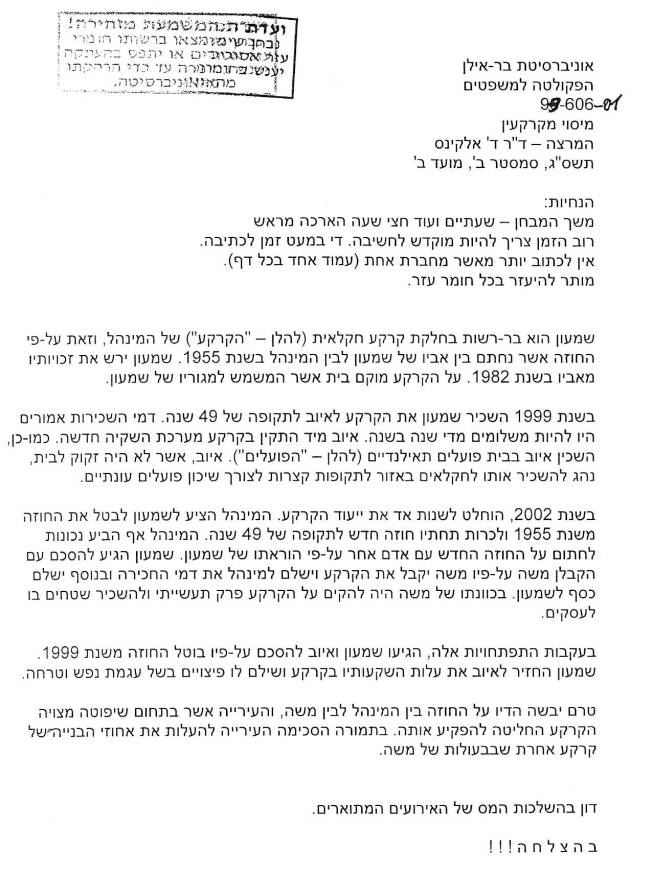 ועדת המשמעת מזהירה!
נבחן שימצאו ברשותו חומרי
עזר אסורים או יתפס בהעתקה
יענש בחומרה עד כדי הרחקתו
מהאוניברסיטה.
אוניברסיטת בר-אילן
הפקולטה למשפטים
99-606-01
מיסוי מקרקעין
המרצה – ד"ר ד' אלקינס
תשס"ג, סמסטר ב', מועד ב'
הנחיות:
משך המבחן – שעתיים ועוד חצי שעה הארכה מראש
רוב הזמן צריך להיות מוקדש לחשיבה. די במעט זמן לכתיבה.
אין לכתוב יותר מאשר מחברת אחת (עמוד אחד בכל דף).
מותר להיעזר בכל חומר עזר.
שמעון הוא בר-רשות בחלקת קרקע חקלאית (להלן – "הקרקע") של המינהל, וזאת על-פי
החוזה אשר נחתם בין אביו של שמעון לבין המינהל בשנת 1955. שמעון ירש את זכויותיו
מאביו בשנת 1982. על הקרקע מוקם בית אשר המשמש למגוריו של שמעון.
בשנת 1999 השכיר שמעון את הקרקע לאיוב לתקופה של 49 שנה. דמי השכירות אמורים
היו להיות משלומים מדי שנה בשנה. איוב מיד התקין בקרקע מערכת השקיה חדשה. כמו-כן,
השכין איוב בבית פועלים תאילנדיים (להלן – "הפועלים"). איוב, אשר לא היה זקוק לבית,
נהג להשכיר אותו לחקלאים באזור לתקופות קצרות לצורך שיכון פועלים עונתיים.
בשנת 2002, הוחלט לשנות אד את ייעוד הקרקע. המינהל הציע לשמעון לבטל את החוזה
משנת 1955 ולכרות תחתיו חוזה חדש לתקופה של 49 שנה. המינהל אף הביע נכונות
לחתום על החוזה החדש עם אדם אחר על-פי הוראתו של שמעון. שמעון הגיע להסכם עם
הקבלן משה על-פיו משה יקבל את הקרקע וישלם למינהל את דמי החכירה ובנוסף ישלם
כסף לשמעון. בכוונתו של משה היה להקים על הקרקע פרק תעשייתי ולהשכיר שטחים בו
לעסקים.
בעקבות התפתחויות אלה, הגיעו שמעון ואיוב להסכם על-פיו בוטל החוזה משנת 1999.
שמעון החזיר לאיוב את עלות השקעותיו בקרקע ושילם לו פיצויים בשל עגמת נפש וטרחה.
טרם יבשה הדיו על החוזה בין המינהל לבין משה, והעירייה אשר בתחום שיפוטה מצויה
הקרקע החליטה להפקיע אותה. בתמורה הסכימה העירייה להעלות את אחוזי הבנייה של
קרקע אחרת שבבעולות של משה.
דון בהשלכות המס של האירועים המתוארים.
ב ה צ ל ח ה ! ! !